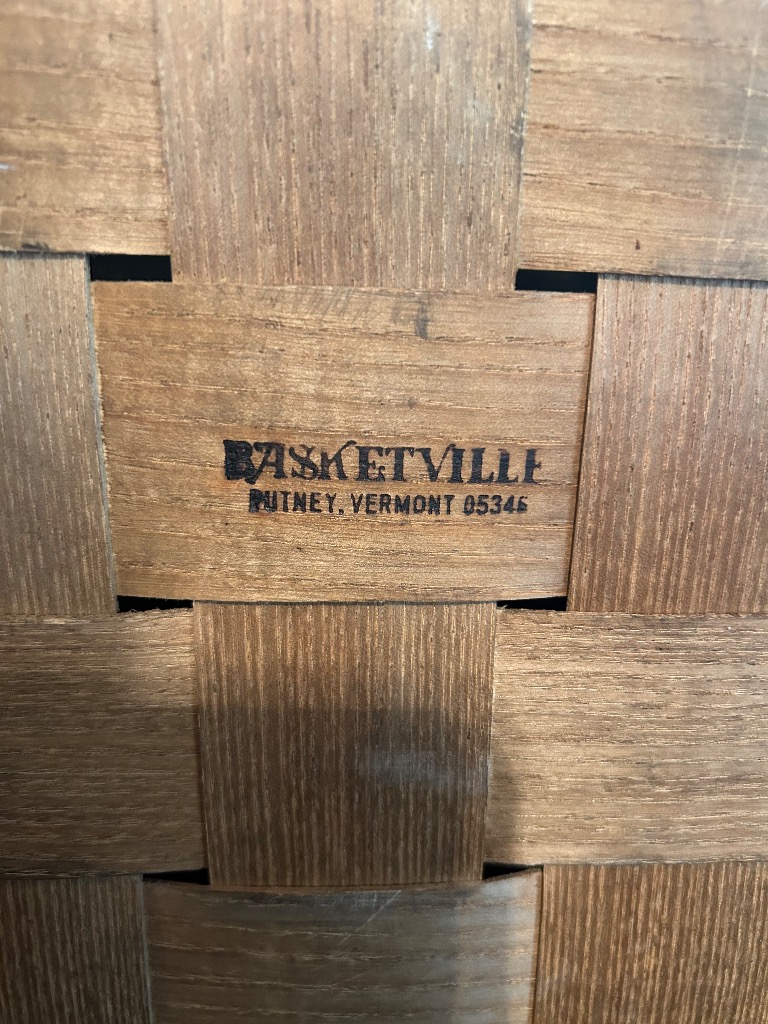 BASKETVILLE
PUTNEY, VERMONT 05346